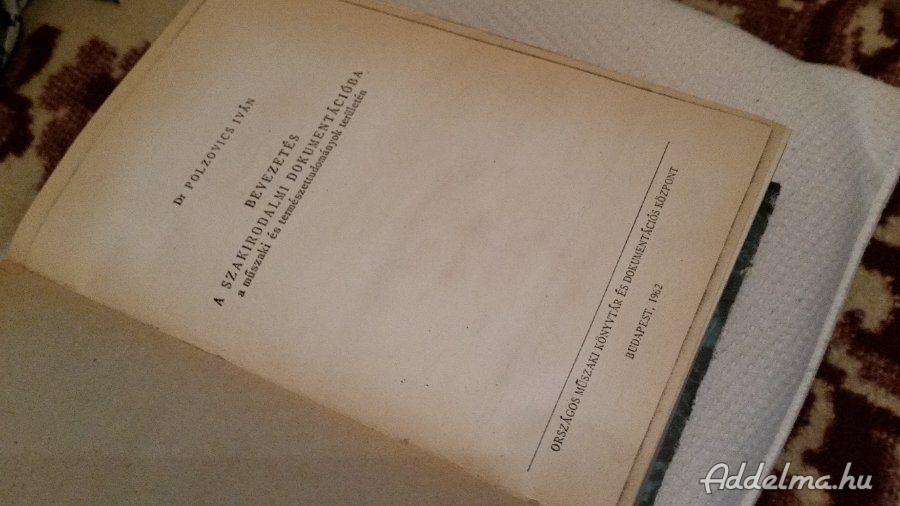 Dr POLZOVICS IVÁN
BEVEZETÉS
A SZAKIRODALMI DOKUMENTÁCIÓBA
a műszaki és természettudományok területén
ORSZÁGOS MŰSZAKI KÖNYVTÁR ÉS DOKUMENTÁCIÓS KÖZPONT
BUDAPEST, 1962
Addelma.hu